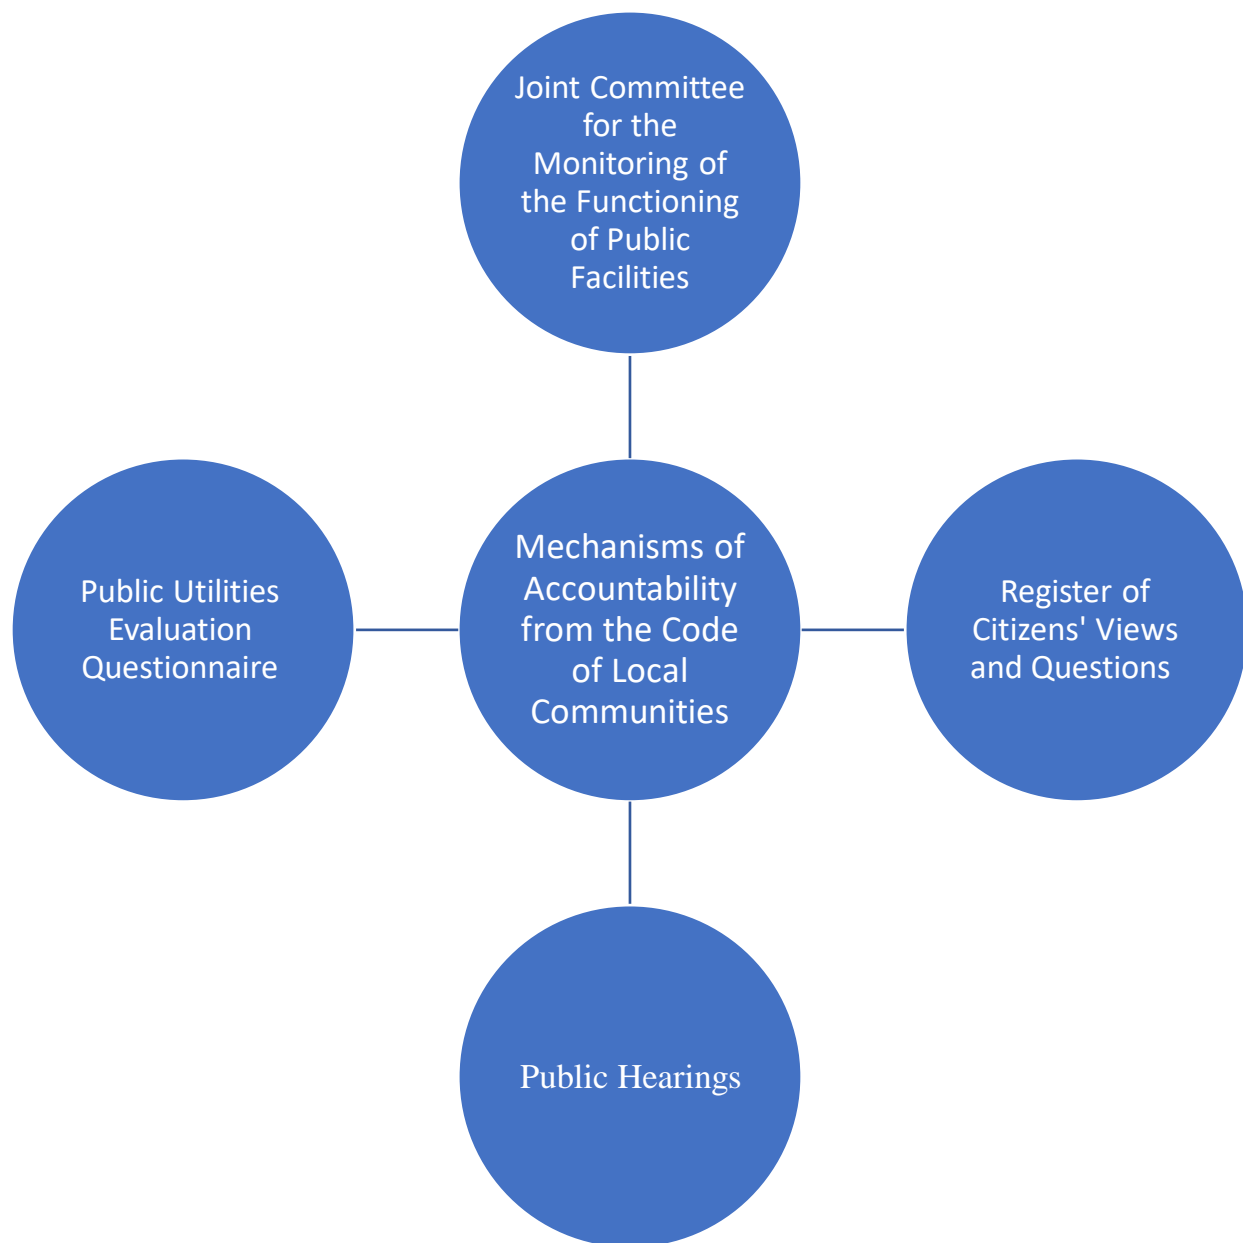 Joint Committee
for the
Monitoring of
the Functioning
of Public
Facilities
Public Utilities
Evaluation
Questionnaire
Mechanisms of
Accountability
from the Code
of Local
Communities
Register of
Citizens' Views
and Questions
Public Hearings